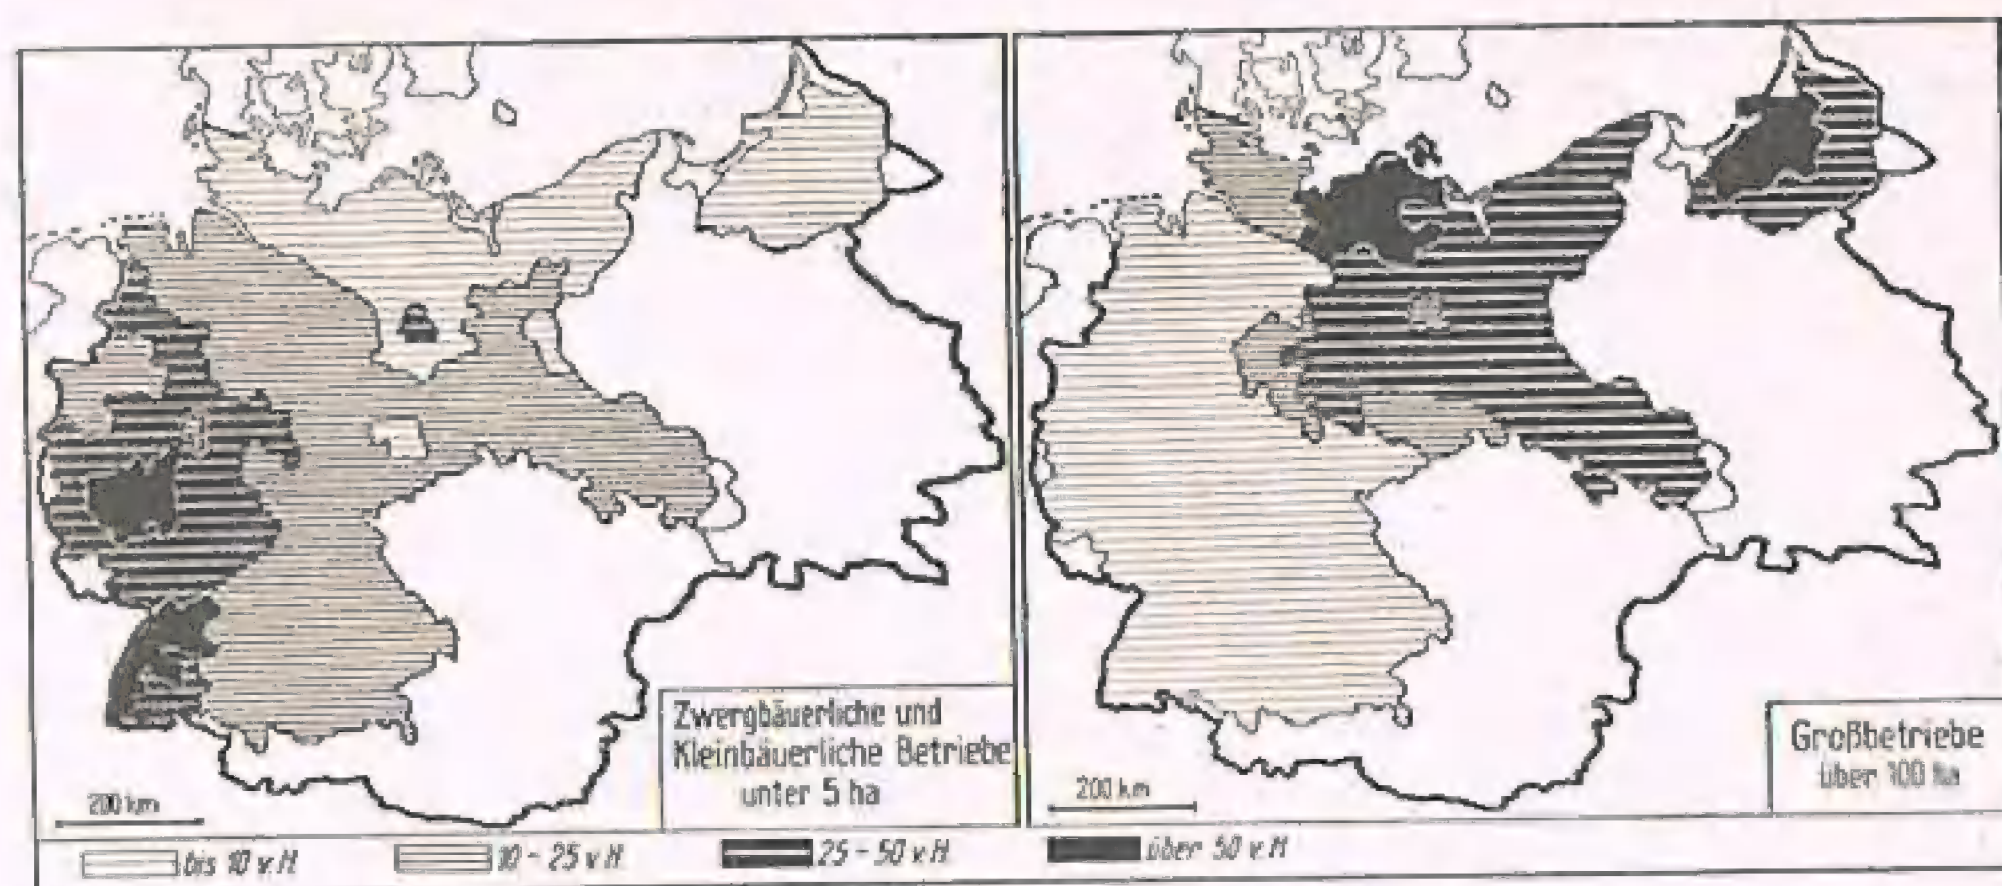 Zwergbäuerliche und
Kleinbäuerliche Betriebe
unter 5 ha
200 km
Großbetriebe
über 100 ha
200 km
bis 10 v.H
10 - 25 v.H
25 - 50 v.H
über 50 v.H